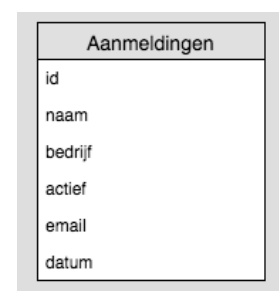 Aanmeldingen
id
naam
bedrijf
actief
email
datum